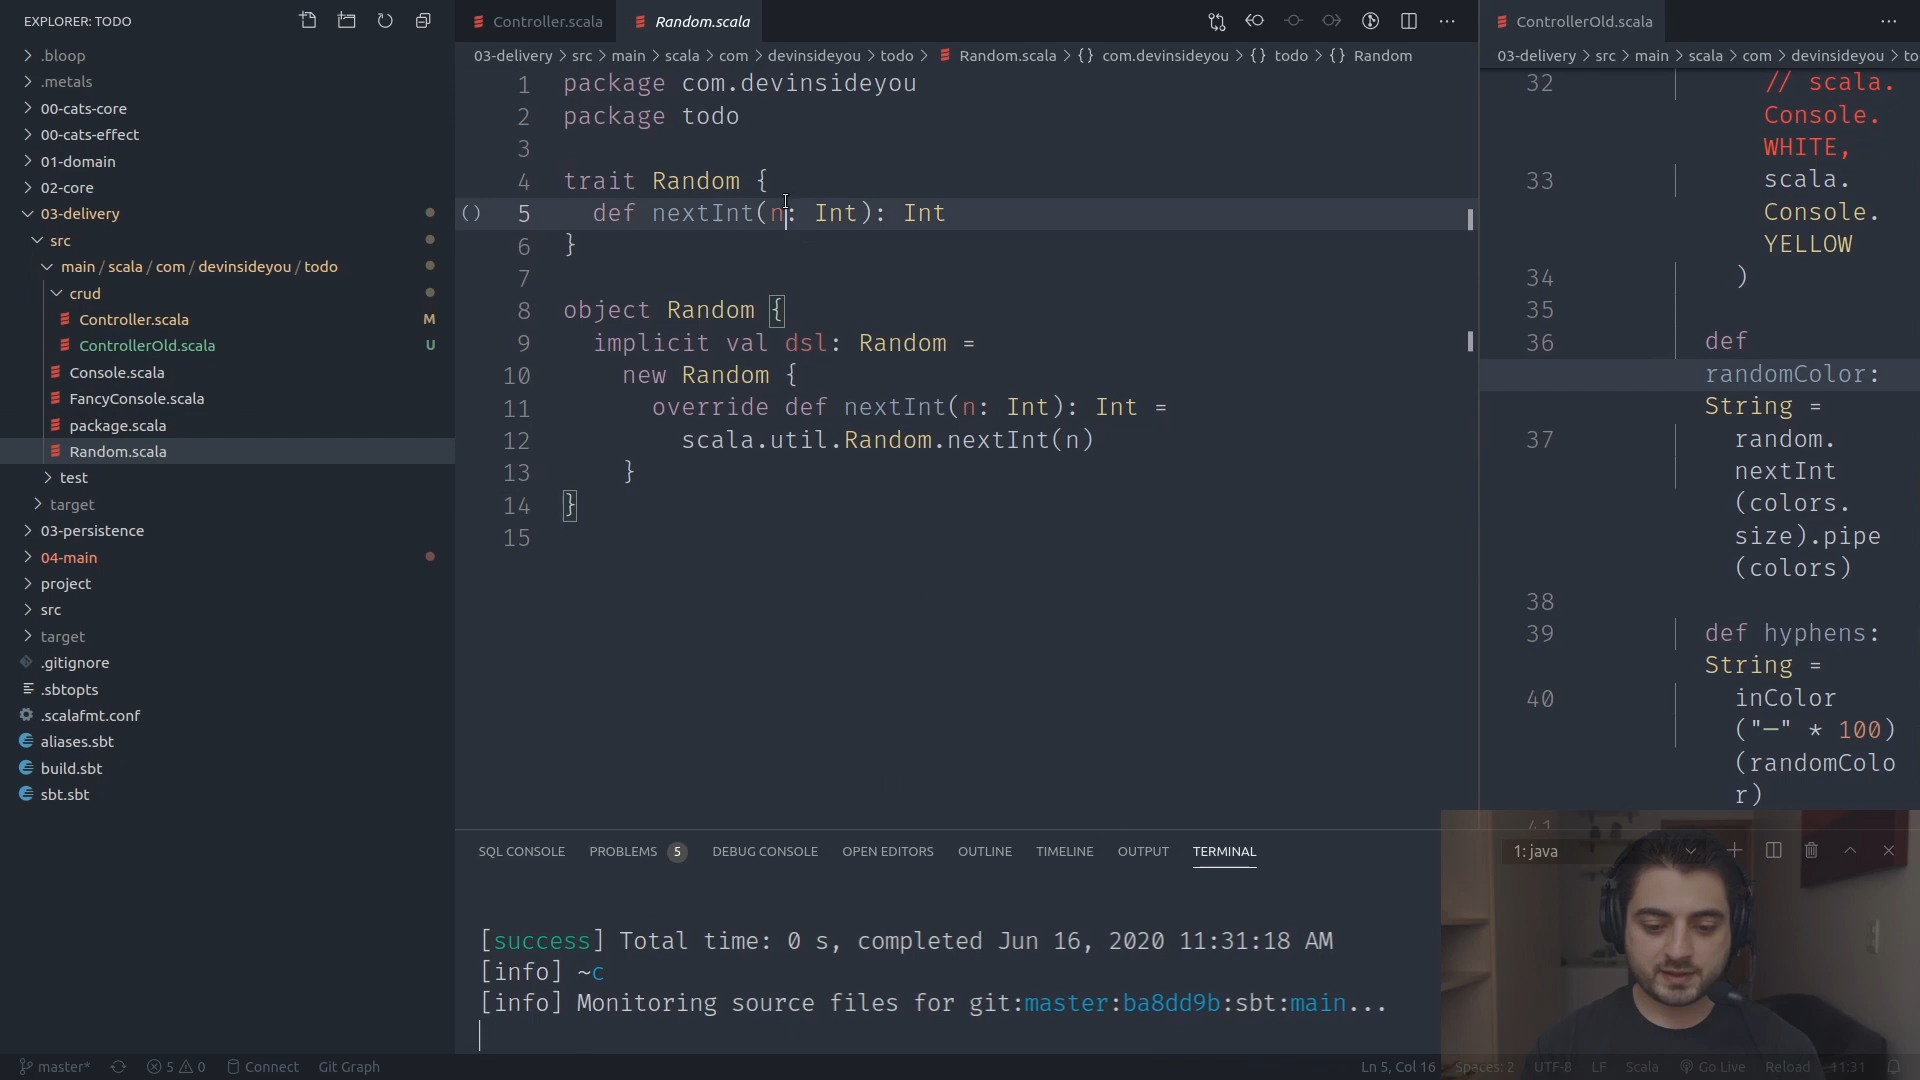 EXPLORER: TODO
.bloop
.metals
00-cats-core
00-cats-effect
01-domain
02-core
03-delivery
src
main / scala / com / devinsideyou / todo
crud
Controller.scala M
ControllerOld.scala U
Console.scala
FancyConsole.scala
package.scala
Random.scala
test
target
03-persistence
04-main
project
src
target
.gitignore
.sbtopts
.scalafmt.conf
aliases.sbt
build.sbt
sbt.sbt
Controller.scala Random.scala
03-delivery > src > main > scala > com > devinsideyou > todo > Random.scala > {} com.devinsideyou > {} todo > {} Random
1 package com.devinsideyou
2 package todo
3
4 trait Random {
() 5 def nextInt(n: Int): Int
6 }
7
8 object Random {
9 implicit val dsl: Random =
10 new Random {
11 override def nextInt(n: Int): Int =
12 scala.util.Random.nextInt(n)
13 }
14 }
15
ControllerOld.scala
03-delivery > src > main > scala > com > devinsideyou > to
32 // scala.
Console.
WHITE,
33 scala.
Console.
YELLOW
34 )
35
36 def
randomColor:
String =
37 random.
nextInt
(colors.
size).pipe
(colors)
38
39 def hyphens:
String =
40 inColor
("─" * 100)
(randomColo
r)
41
SQL CONSOLE PROBLEMS 5 DEBUG CONSOLE OPEN EDITORS OUTLINE TIMELINE OUTPUT TERMINAL
1: java
[success] Total time: 0 s, completed Jun 16, 2020 11:31:18 AM
[info] ~c
[info] Monitoring source files for git:master:ba8dd9b:sbt:main...
master* 5 0 Connect Git Graph Ln 5, Col 16 Spaces: 2 UTF-8 LF Scala Go Live Reload 11:31